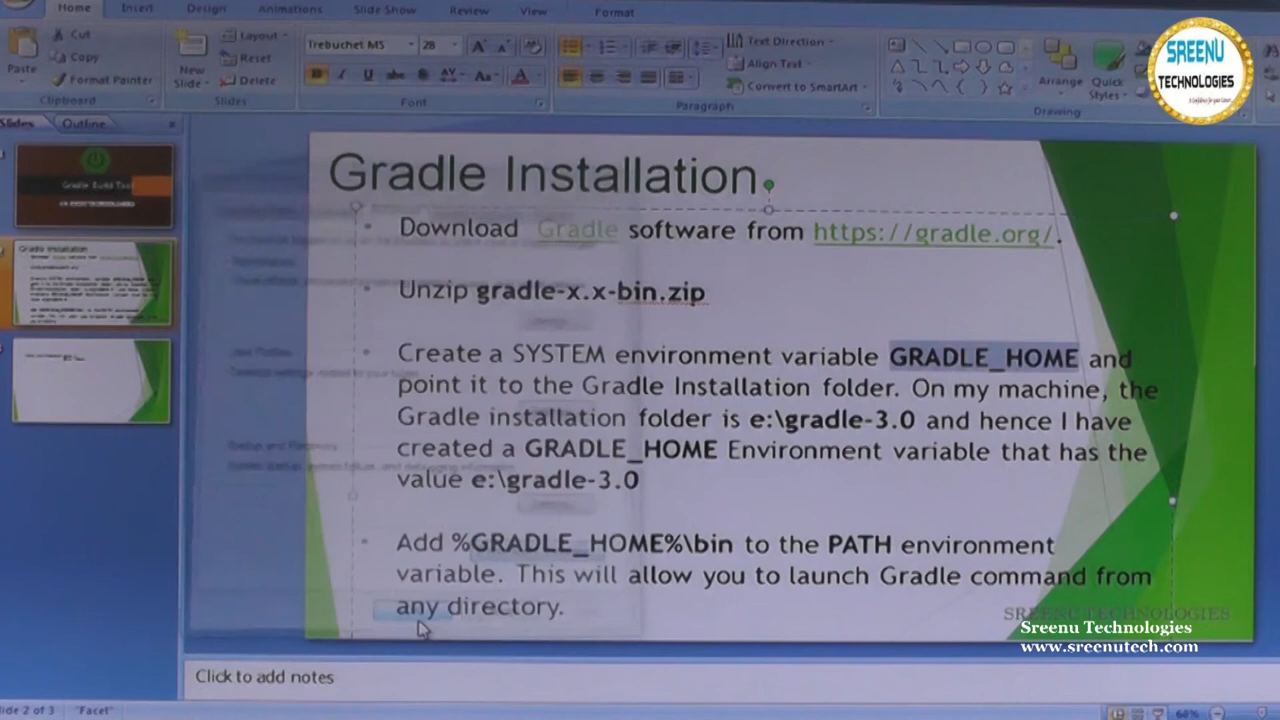 Home Insert Design Animations Slide Show Review View Format
Cut
Copy
Format Painter
Paste
Clipboard
New
Slide
Layout
Reset
Delete
Slides
Trebuchet MS 28
Font
Text Direction
Align Text
Convert to SmartArt
Paragraph
Arrange
Quick
Styles
Drawing
SREENU
TECHNOLOGIES
Slides Outline
Gradle Installation
Download Gradle software from https://gradle.org/.
Unzip gradle-x.x-bin.zip
Create a SYSTEM environment variable GRADLE_HOME and
point it to the Gradle Installation folder. On my machine, the
Gradle installation folder is e:\gradle-3.0 and hence I have
created a GRADLE_HOME Environment variable that has the
value e:\gradle-3.0
Add %GRADLE_HOME%\bin to the PATH environment
variable. This will allow you to launch Gradle command from
any directory.
SREENU TECHNOLOGIES
Sreenu Technologies
www.sreenutech.com
Click to add notes
lide 2 of 3 "Facet" 68%